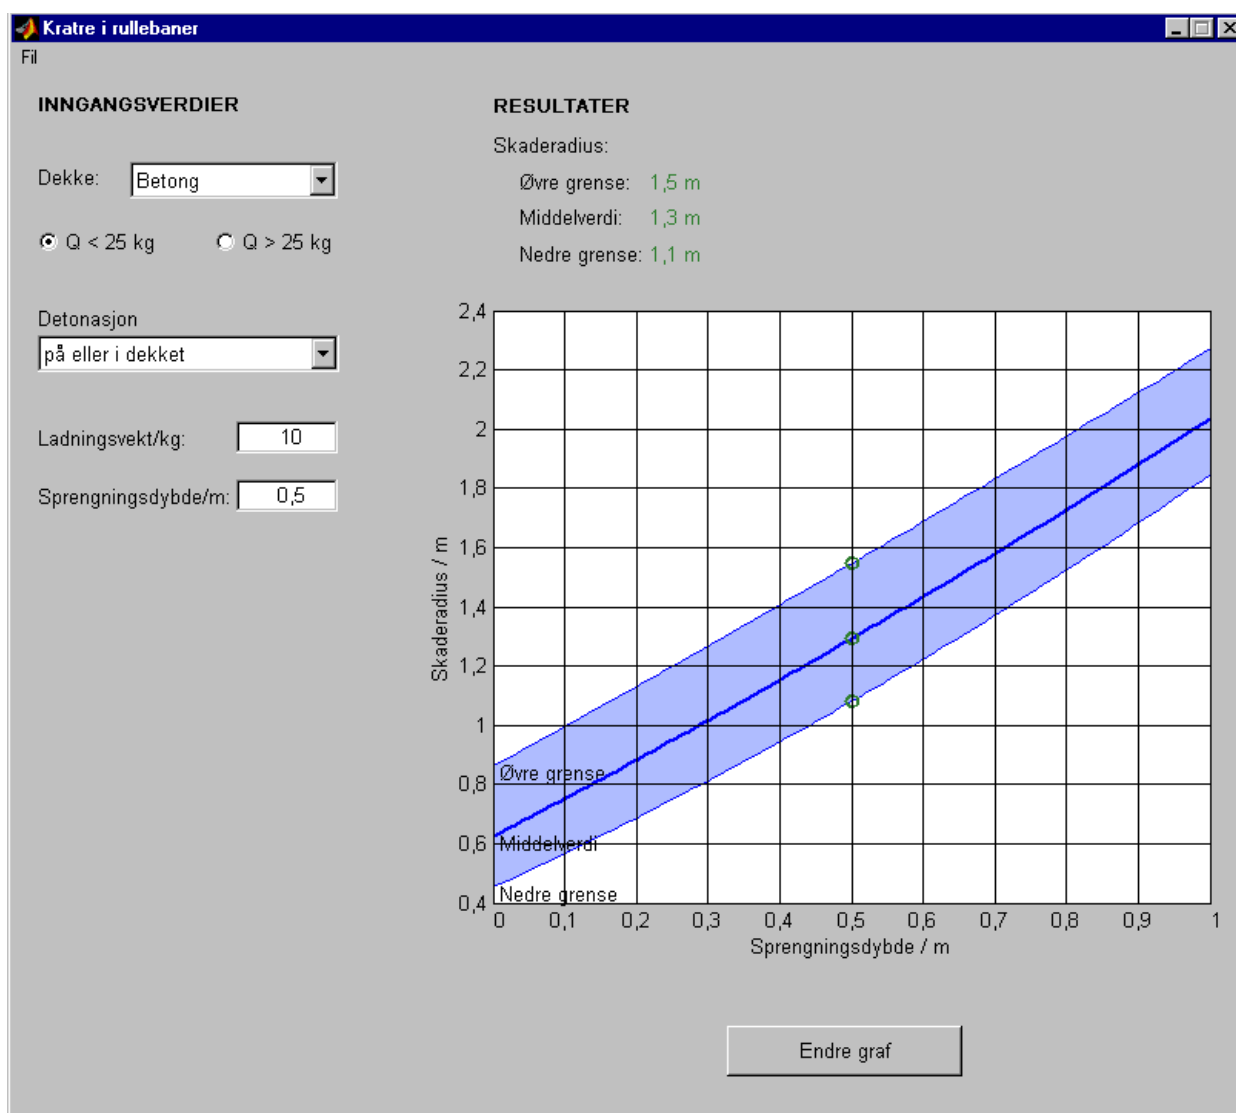 Kratre i rullebaner
Fil
INNGANGSVERDIER
Dekke: Betong
Q < 25 kg Q > 25 kg
Detonasjon
på eller i dekket
Ladningsvekt/kg: 10
Sprengningsdybde/m: 0,5
RESULTATER
Skaderadius:
Øvre grense: 1,5 m
Middelverdi: 1,3 m
Nedre grense: 1,1 m
2,4
2,2
2
1,8
1,6
1,4
1,2
1
0,8
0,6
0,4
Skaderadius / m
Øvre grense
Middelverdi
Nedre grense
0 0,1 0,2 0,3 0,4 0,5 0,6 0,7 0,8 0,9 1
Sprengningsdybde / m
Endre graf